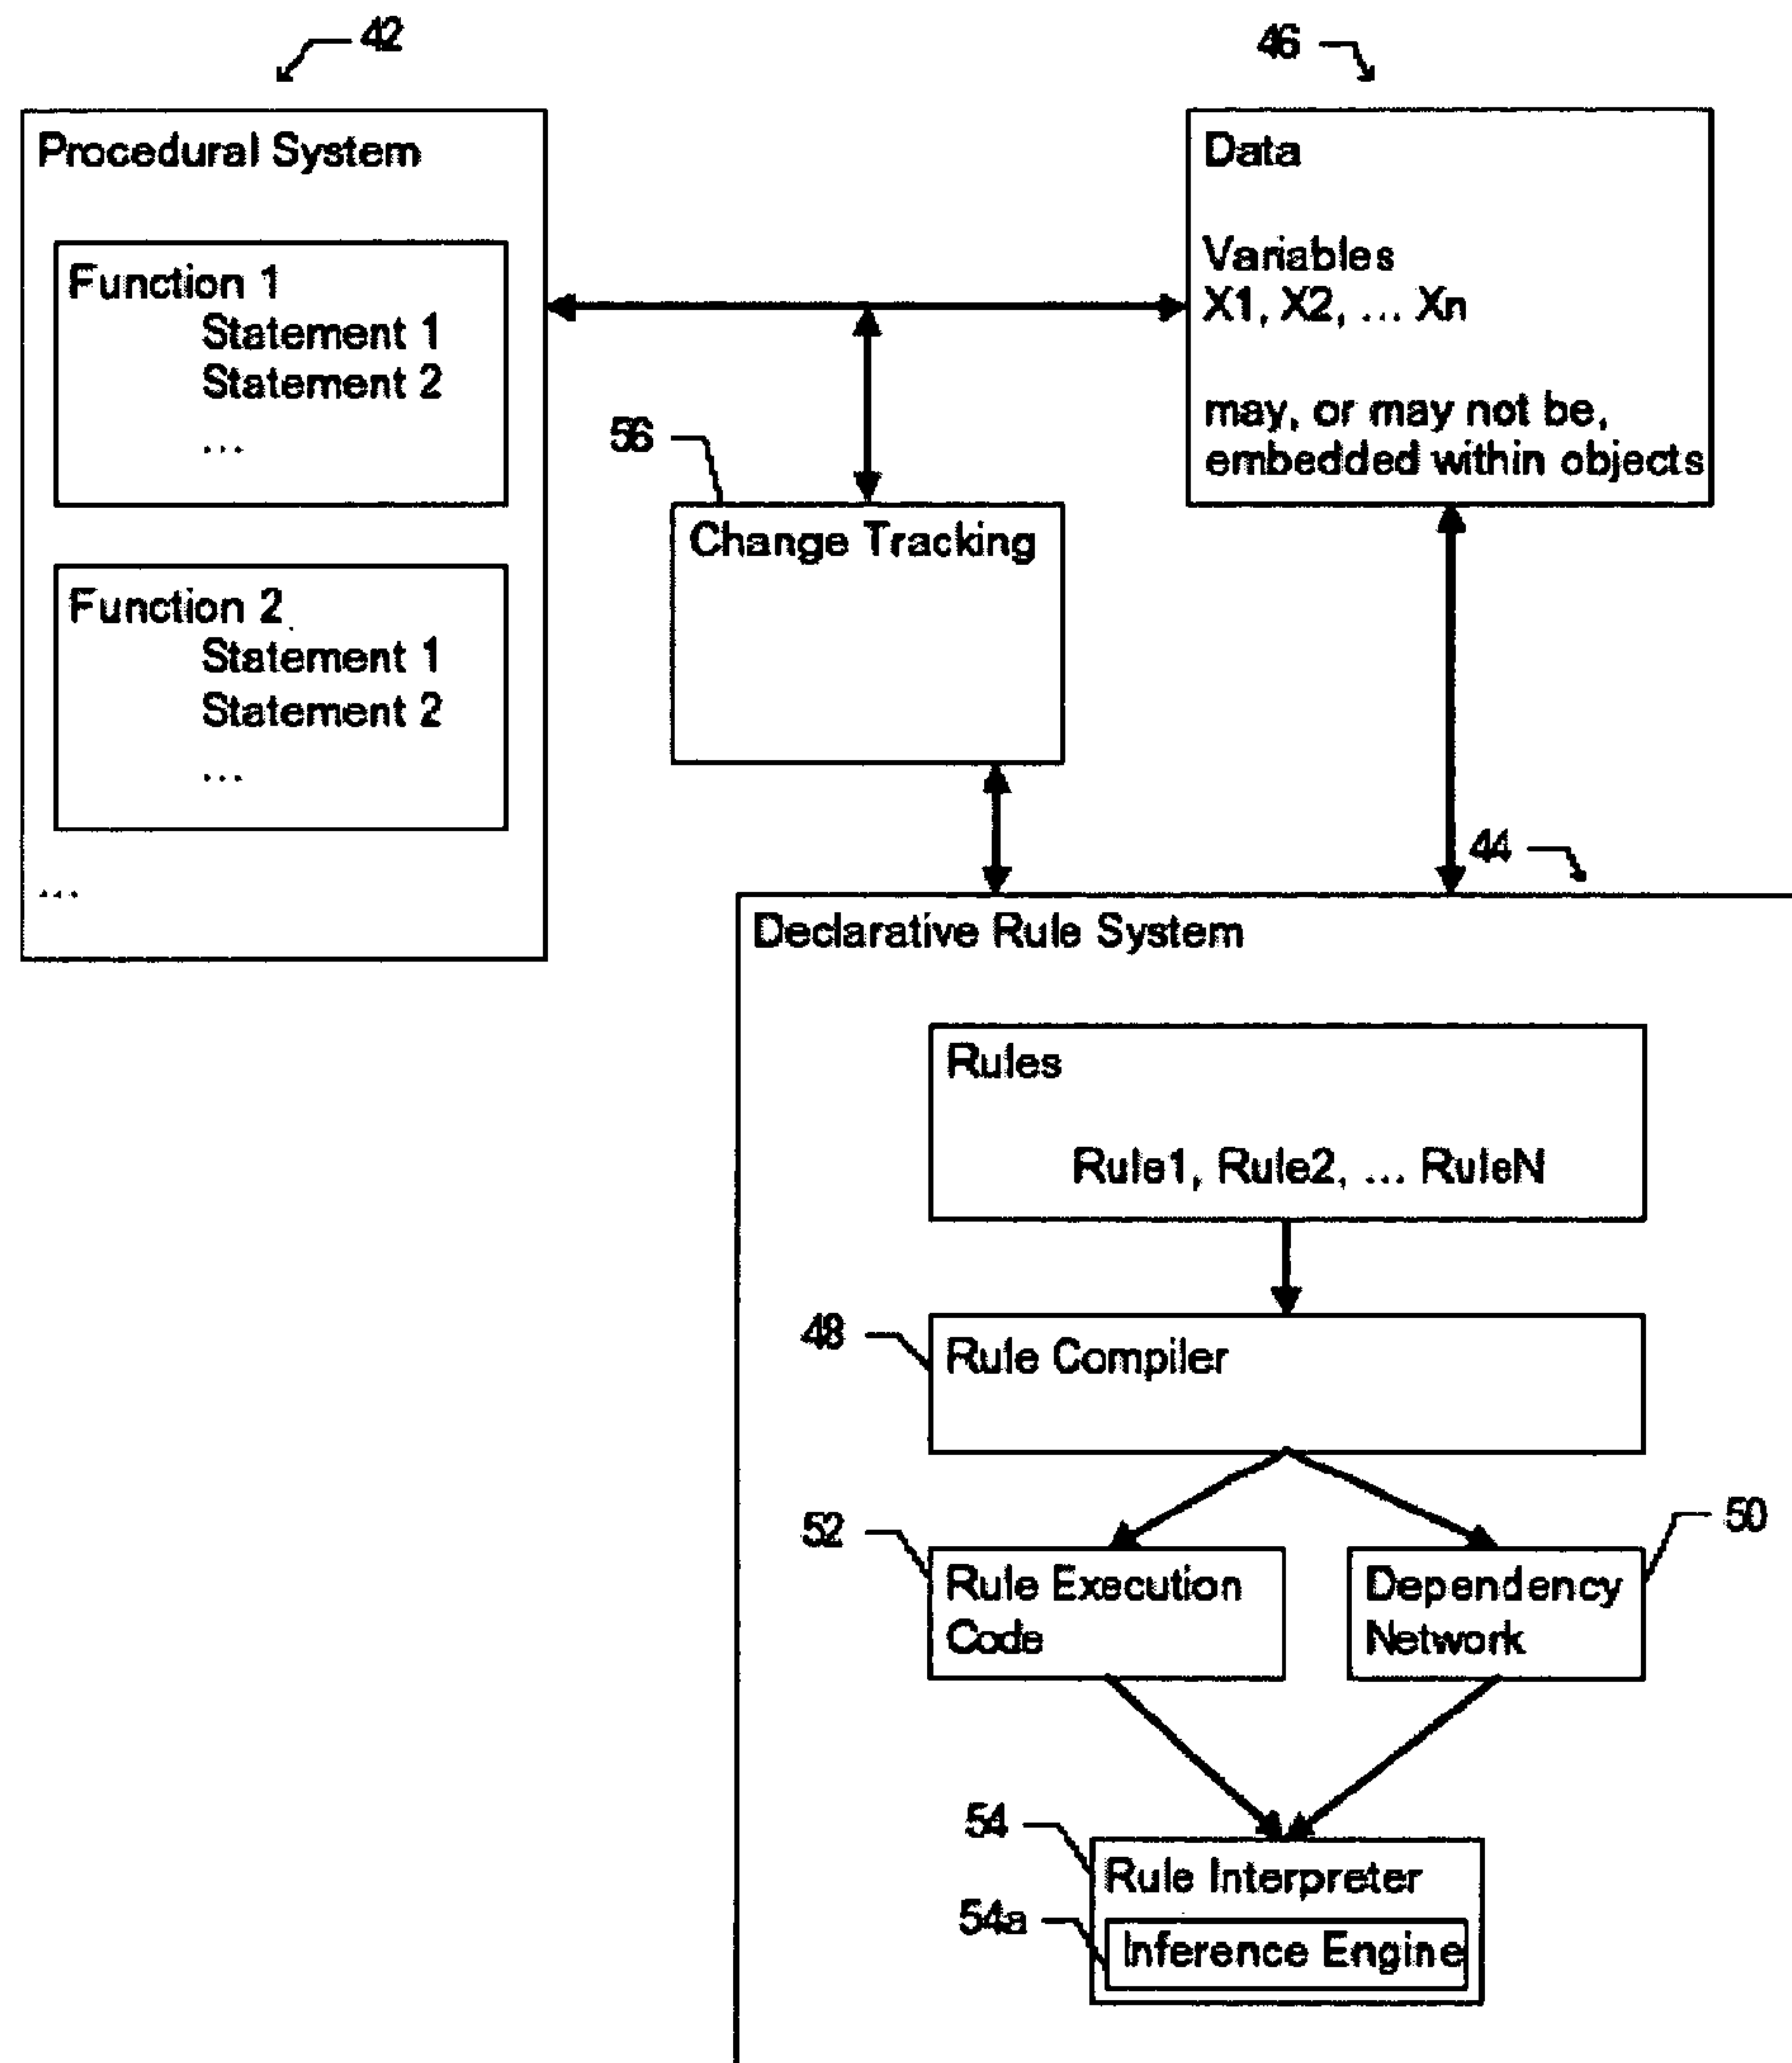 42
46
Procedural System
Function 1
Statement 1
Statement 2
...
Function 2
Statement 1
Statement 2
...
...
Data
Variables
X1, X2, ... Xn
may, or may not be,
embedded within objects
56
Change Tracking
44
Declarative Rule System
Rules
Rule1, Rule2, ... RuleN
48
Rule Compiler
52
Rule Execution
Code
50
Dependency
Network
54
Rule Interpreter
54a
Inference Engine